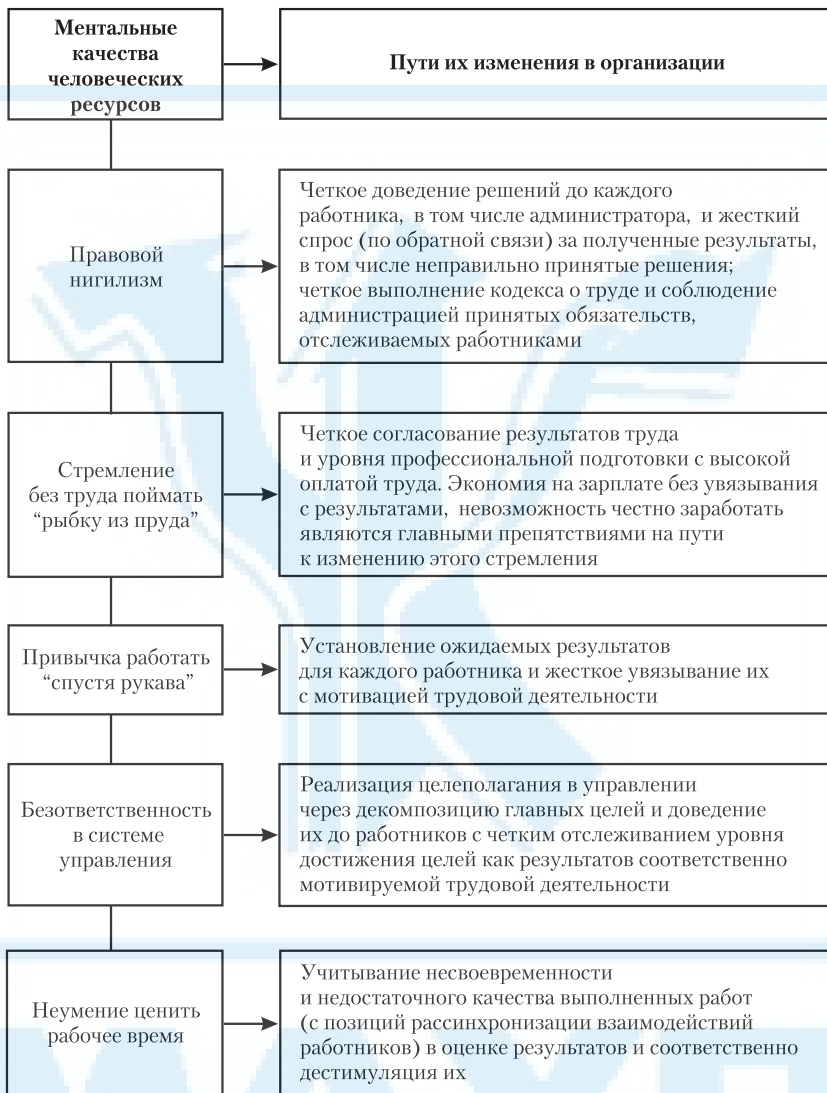 Ментальные
качества
человеческих
ресурсов
Пути их изменения в организации
Правовой
нигилизм
Четкое доведение решений до каждого
работника, в том числе администратора, и жесткий
спрос (по обратной связи) за полученные результаты,
в том числе неправильно принятые решения;
четкое выполнение кодекса о труде и соблюдение
администрацией принятых обязательств,
отслеживаемых работниками
Стремление
без труда поймать
“рыбку из пруда”
Четкое согласование результатов труда
и уровня профессиональной подготовки с высокой
оплатой труда. Экономия на зарплате без увязывания
с результатами, невозможность честно заработать
являются главными препятствиями на пути
к изменению этого стремления
Привычка работать
“спустя рукава”
Установление ожидаемых результатов
для каждого работника и жесткое увязывание их
с мотивацией трудовой деятельности
Безответственность
в системе
управления
Реализация целеполагания в управлении
через декомпозицию главных целей и доведение
их до работников с четким отслеживанием уровня
достижения целей как результатов соответственно
мотивируемой трудовой деятельности
Неумение ценить
рабочее время
Учитывание несвоевременности
и недостаточного качества выполненных работ
(с позиций рассинхронизации взаимодействий
работников) в оценке результатов и соответственно
дестимуляция их